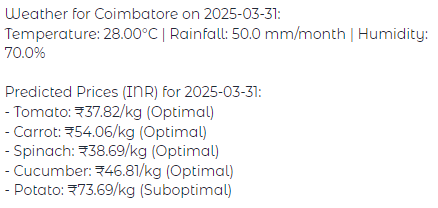 Weather for Coimbatore on 2025-03-31:
Temperature: 28.00°C | Rainfall: 50.0 mm/month | Humidity:
70.0%

Predicted Prices (INR) for 2025-03-31:
- Tomato: ₹37.82/kg (Optimal)
- Carrot: ₹54.06/kg (Optimal)
- Spinach: ₹38.69/kg (Optimal)
- Cucumber: ₹46.81/kg (Optimal)
- Potato: ₹73.69/kg (Suboptimal)